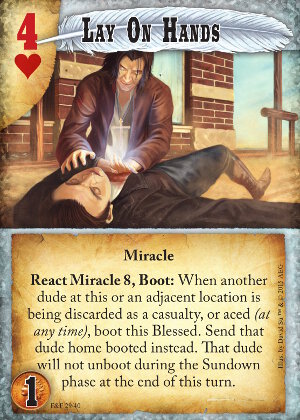 4
LAY ON HANDS
Miracle
React Miracle 8, Boot: When another
dude at this or an adjacent location is
being discarded as a casualty, or aced (at
any time), boot this Blessed. Send that
dude home booted instead. That dude
will not unboot during the Sundown
phase at the end of this turn.
1
F&F 29/40